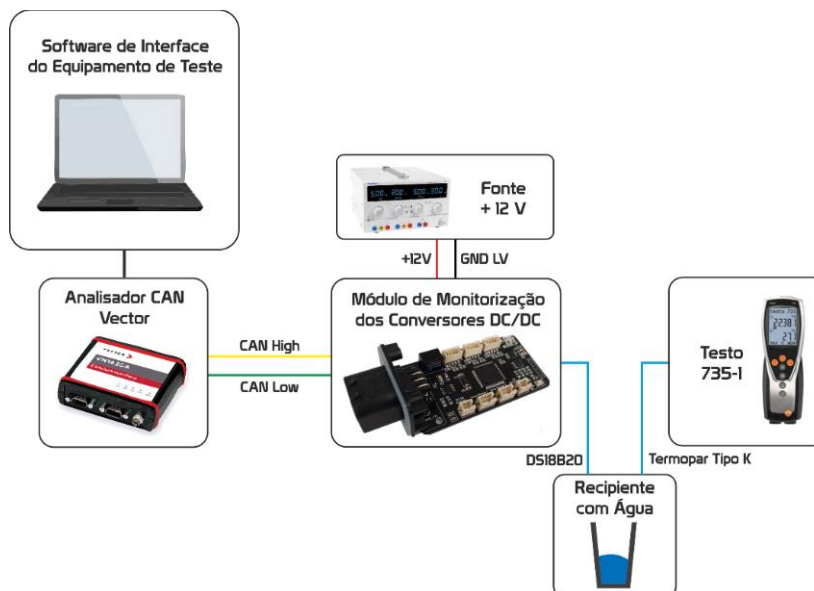 Software de Interface
do Equipamento de Teste
Fonte
+ 12 V
+12V
GND LV
Analisador CAN
Vector
CAN High
CAN Low
Módulo de Monitorização
dos Conversores DC/DC
Testo
735-1
DS18B20
Termopar Tipo K
Recipiente
com Água